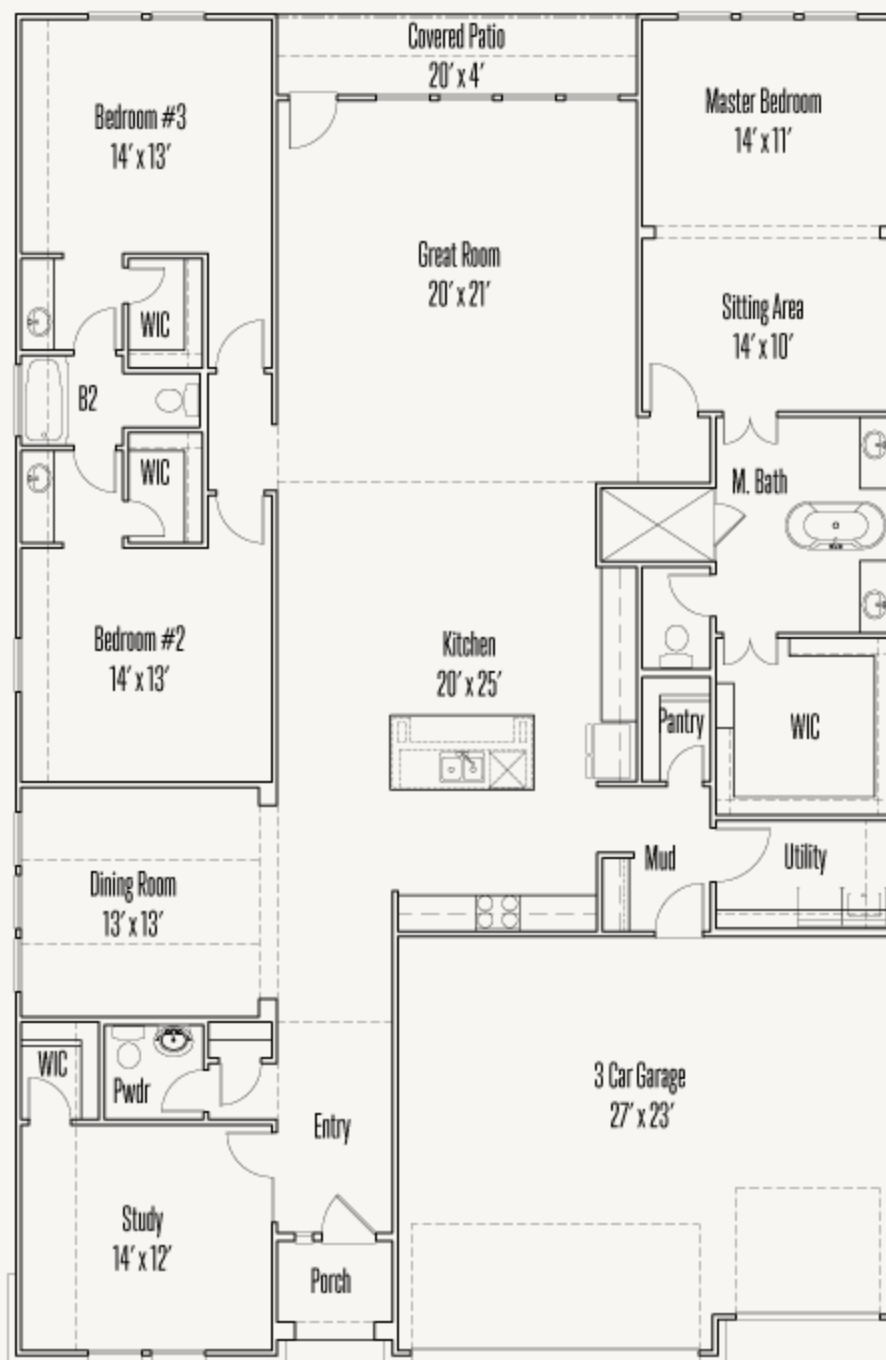 Covered Patio
20' x 4'
Bedroom #3
14' x 13'
Master Bedroom
14' x 11'
Great Room
20' x 21'
Sitting Area
14' x 10'
WIC
B2
WIC
M. Bath
Bedroom #2
14' x 13'
Kitchen
20' x 25'
Pantry
WIC
Mud
Utility
Dining Room
13' x 13'
WIC
Pwdr
3 Car Garage
27' x 23'
Entry
Study
14' x 12'
Porch